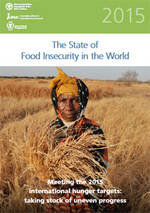 2015
The State of
Food Insecurity in the World
Meeting the 2015
international hunger targets:
taking stock of uneven progress